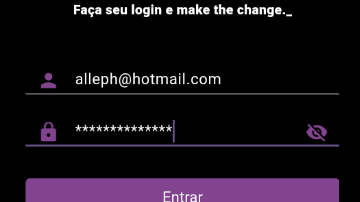 Faça seu login e make the change._
alleph@hotmail.com
**************
Entrar